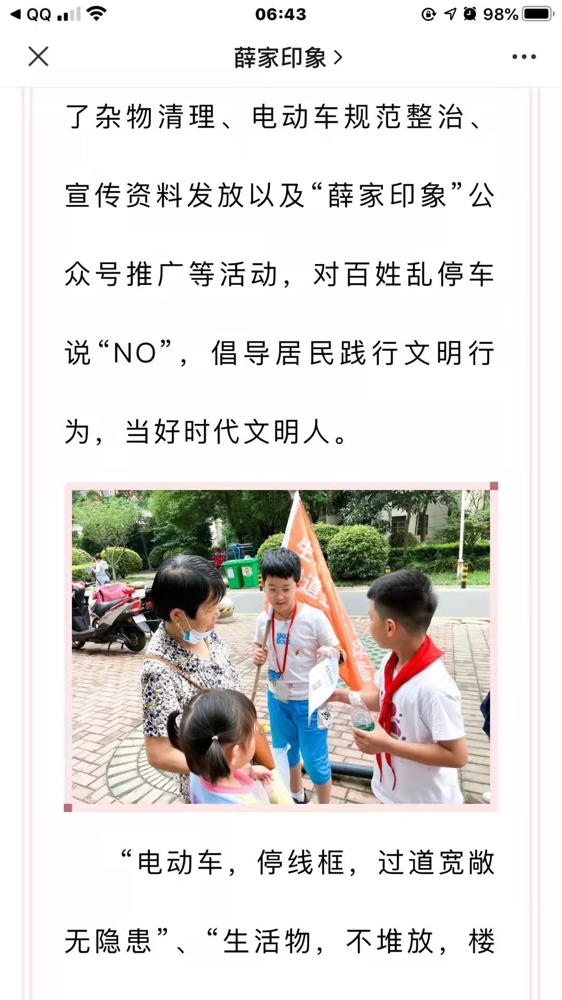 QQ
06:43
98%
薛家印象
了杂物清理、电动车规范整治、
宣传资料发放以及“薛家印象”公
众号推广等活动，对百姓乱停车
说“NO”，倡导居民践行文明行
为，当好时代文明人。
生
道
UGLY
DOLLS
“电动车，停线框，过道宽敞
无隐患”、“生活物，不堆放，楼